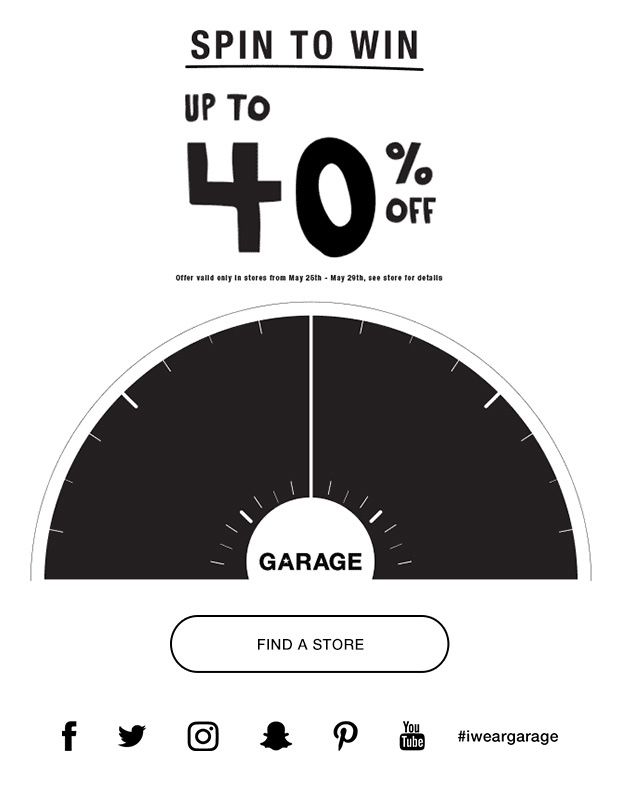 SPIN TO WIN
UP TO
40%
OFF
Offer valid only in stores from May 25th - May 29th, see store for details
GARAGE
FIND A STORE
You
Tube
#iweargarage